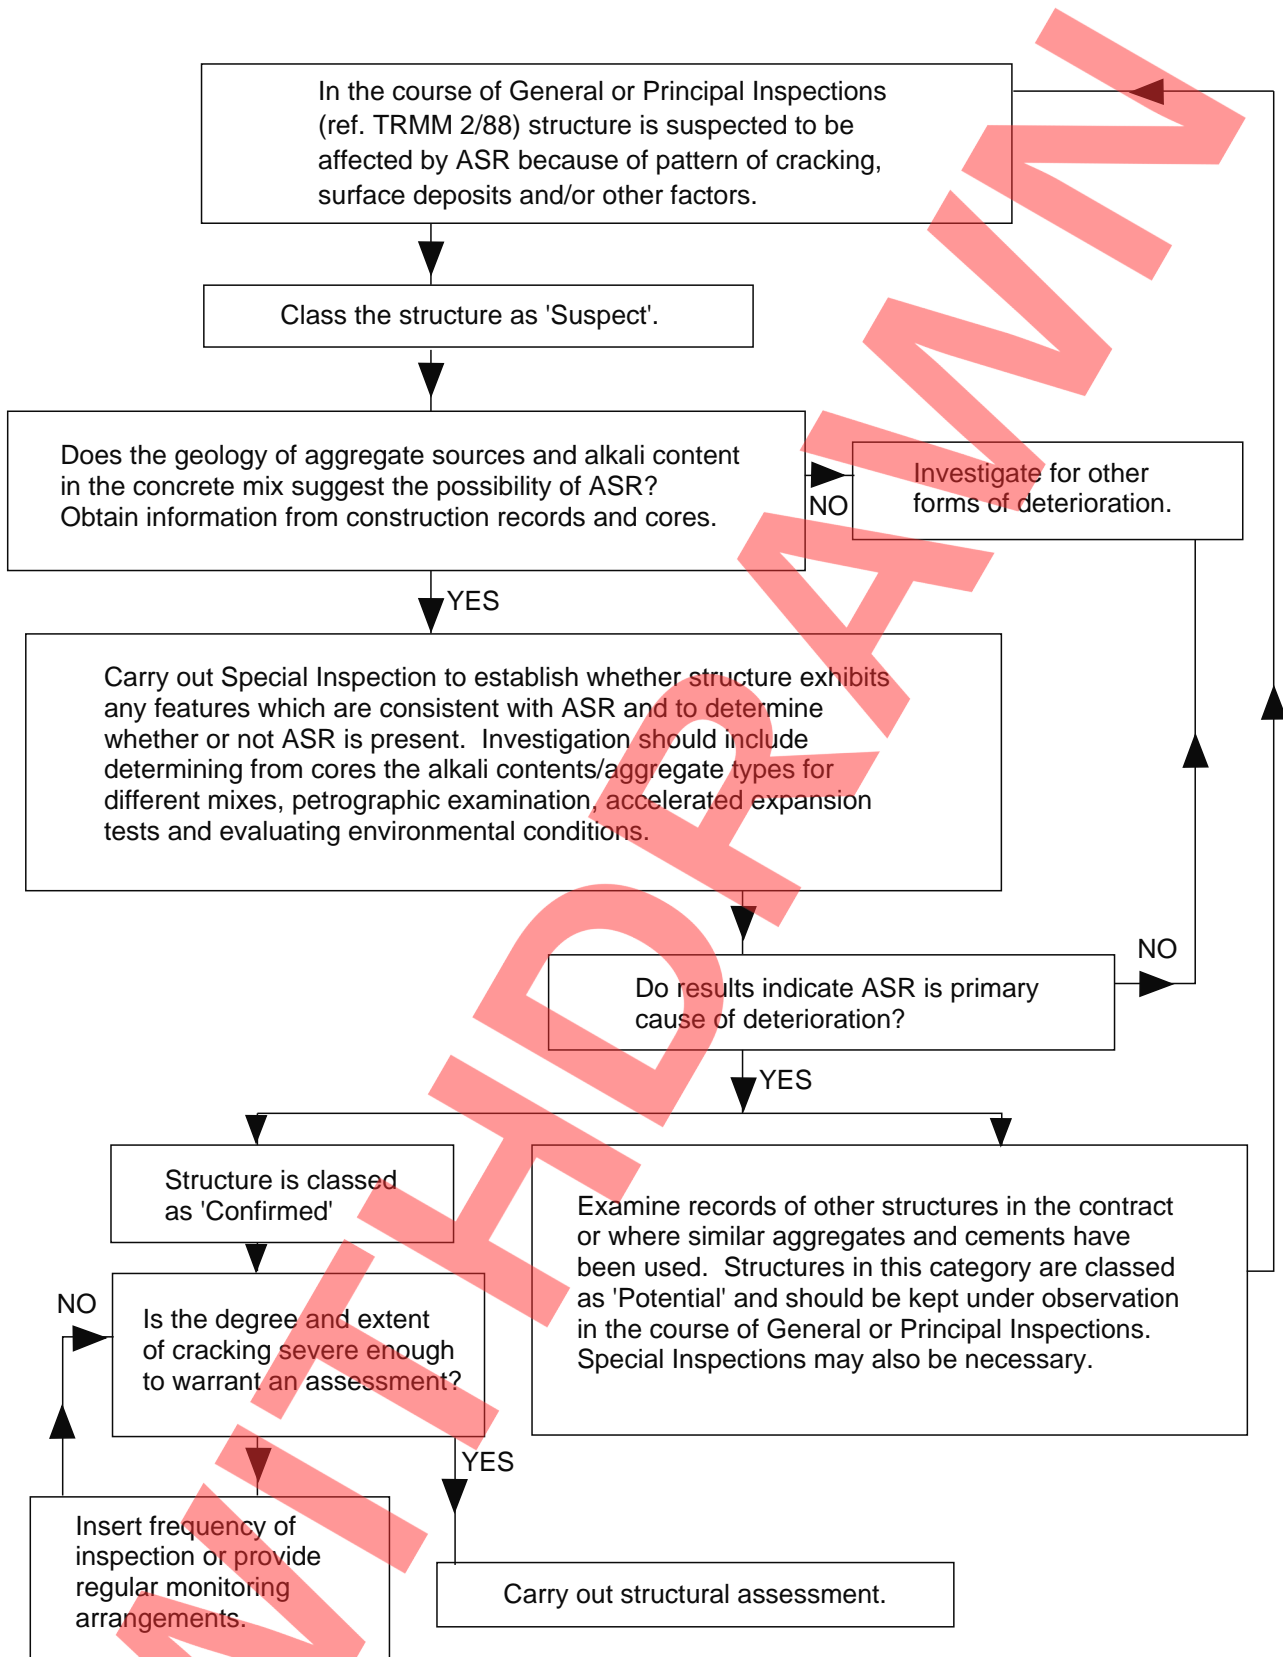 In the course of General or Principal Inspections
(ref. TRMM 2/88) structure is suspected to be
affected by ASR because of pattern of cracking,
surface deposits and/or other factors.
Class the structure as 'Suspect'.
Does the geology of aggregate sources and alkali content
in the concrete mix suggest the possibility of ASR?
Obtain information from construction records and cores.
NO
Investigate for other
forms of deterioration.
YES
Carry out Special Inspection to establish whether structure exhibits
any features which are consistent with ASR and to determine
whether or not ASR is present.  Investigation should include
determining from cores the alkali contents/aggregate types for
different mixes, petrographic examination, accelerated expansion
tests and evaluating environmental conditions.
NO
Do results indicate ASR is primary
cause of deterioration?
YES
Structure is classed
as 'Confirmed'
Examine records of other structures in the contract
or where similar aggregates and cements have
been used.  Structures in this category are classed
as 'Potential' and should be kept under observation
in the course of General or Principal Inspections.
Special Inspections may also be necessary.
NO
Is the degree and extent
of cracking severe enough
to warrant an assessment?
YES
Insert frequency of
inspection or provide
regular monitoring
arrangements.
Carry out structural assessment.
WITHDRAWN